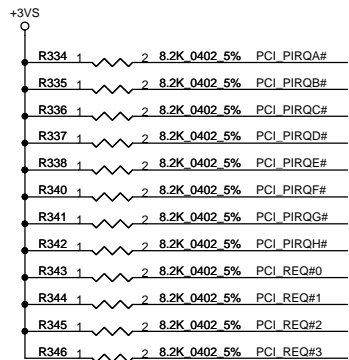 +3VS
R334 1 2 8.2K_0402_5% PCI_PIRQA#
R335 1 2 8.2K_0402_5% PCI_PIRQB#
R336 1 2 8.2K_0402_5% PCI_PIRQC#
R337 1 2 8.2K_0402_5% PCI_PIRQD#
R338 1 2 8.2K_0402_5% PCI_PIRQE#
R340 1 2 8.2K_0402_5% PCI_PIRQF#
R341 1 2 8.2K_0402_5% PCI_PIRQG#
R342 1 2 8.2K_0402_5% PCI_PIRQH#
R343 1 2 8.2K_0402_5% PCI_REQ#0
R344 1 2 8.2K_0402_5% PCI_REQ#1
R345 1 2 8.2K_0402_5% PCI_REQ#2
R346 1 2 8.2K_0402_5% PCI_REQ#3